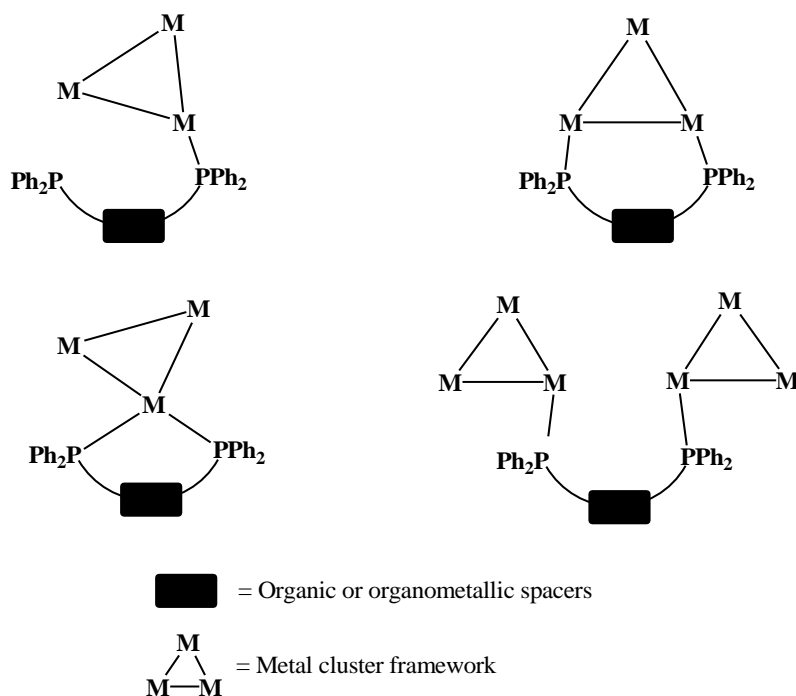 M
M
M
M
M
M
Ph₂P
PPh₂
Ph₂P
PPh₂
M
M
M
Ph₂P
PPh₂
M
M
M
M
M
M
Ph₂P
PPh₂
= Organic or organometallic spacers
M
M
M
= Metal cluster framework